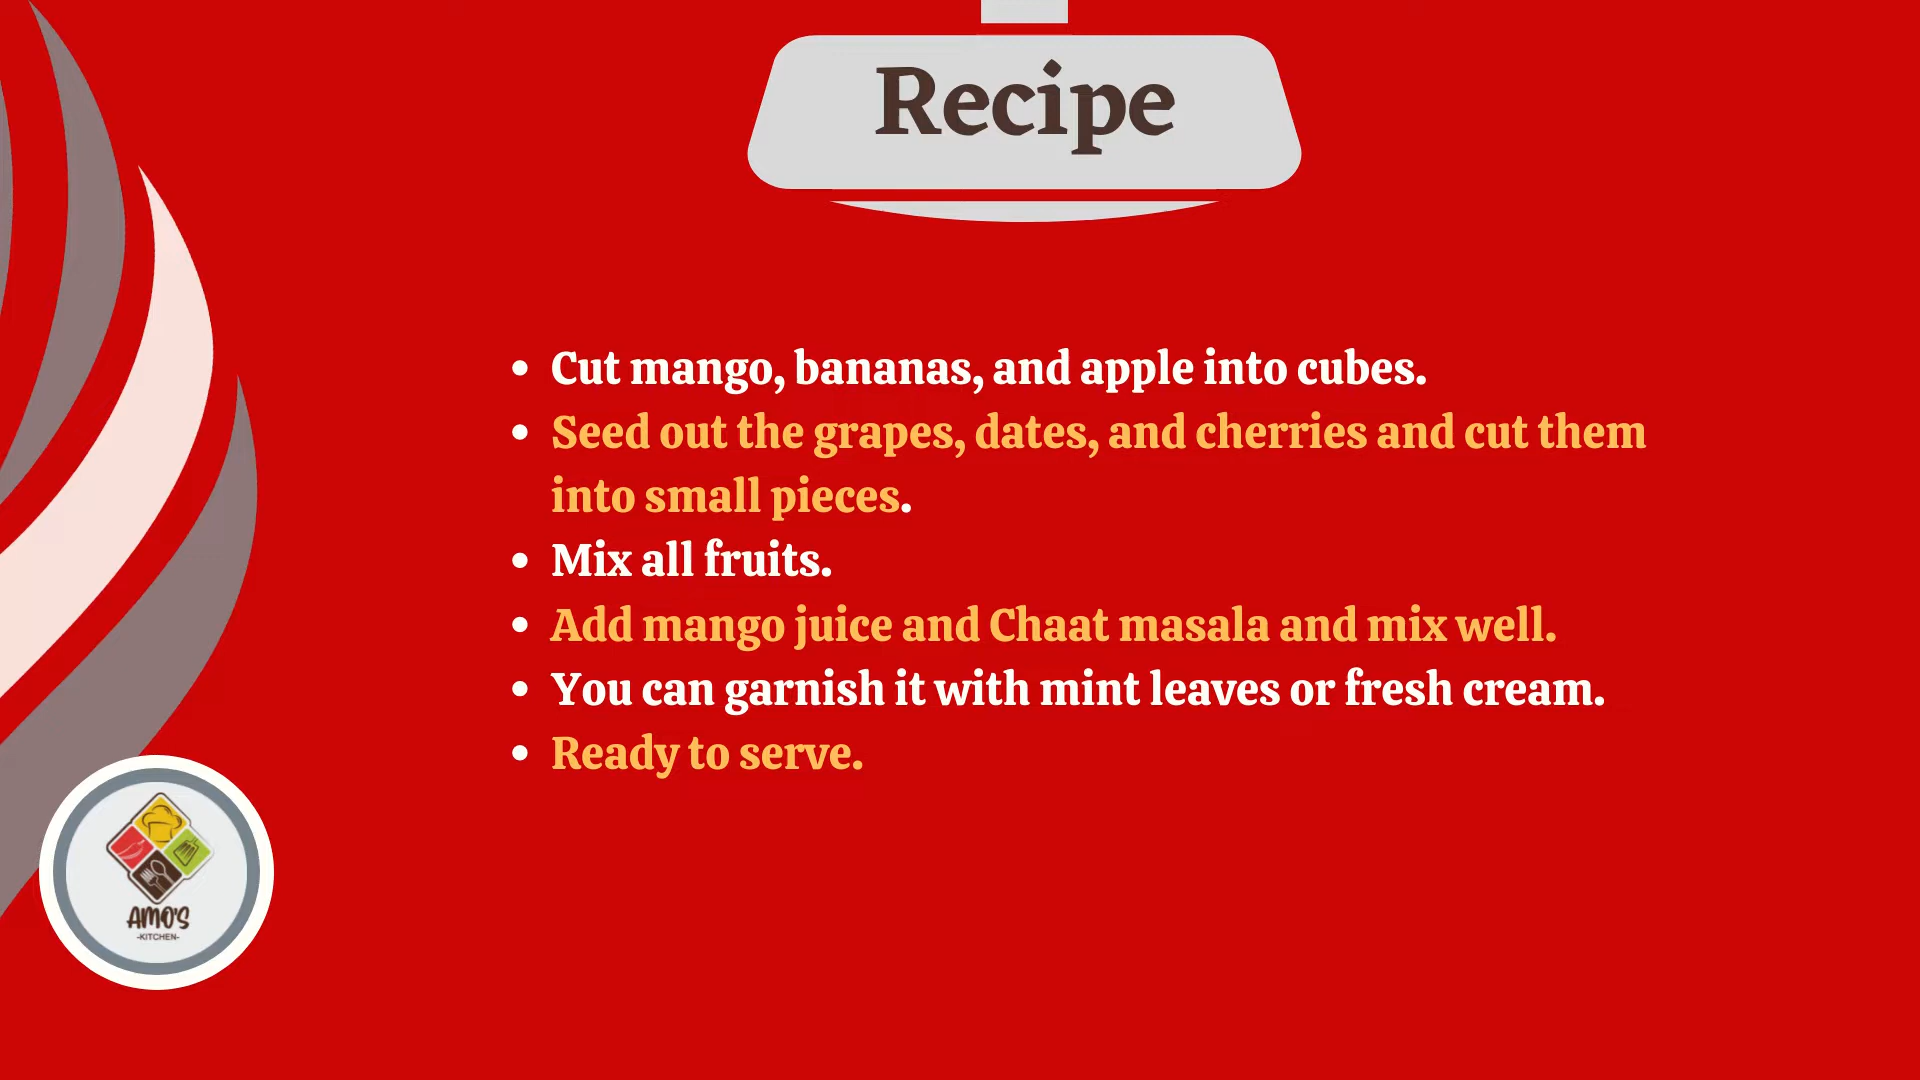 Recipe
• Cut mango, bananas, and apple into cubes.
• Seed out the grapes, dates, and cherries and cut them
into small pieces.
• Mix all fruits.
• Add mango juice and Chaat masala and mix well.
• You can garnish it with mint leaves or fresh cream.
• Ready to serve.
AMO'S
-KITCHEN-